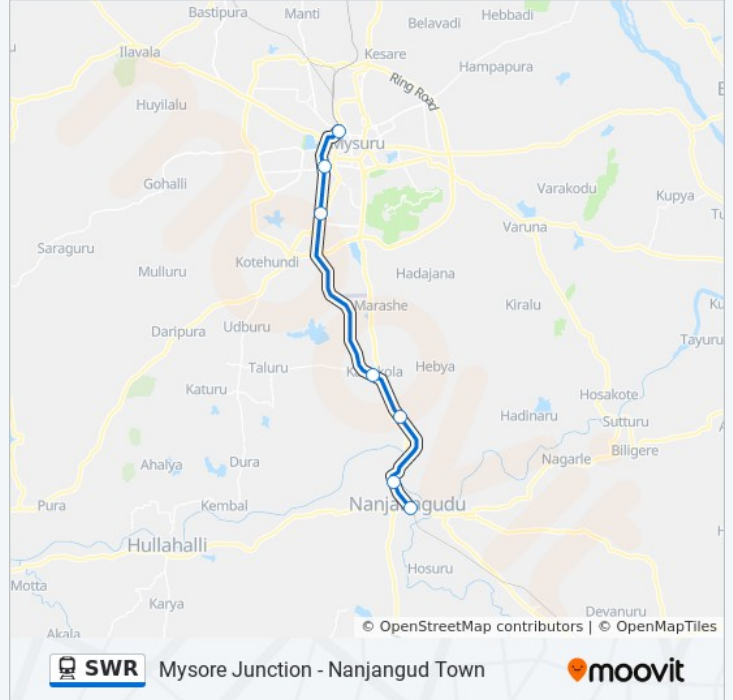 Bastipura
Manti
Hebbadi
Belavadi
Ilavala
Kesare
Hampapura
Ring Road
Huyilalu
Mysuru
Gohalli
Varakodu
Kupya
Tu
Varuna
Saraguru
Kotehundi
Mulluru
Hadajana
Marashe
Kiralu
Ku
Daripura
Udburu
Tayuru
Taluru
Hebya
Katuru
Hosakote
Hadinaru
Sutturu
Biligere
Nagarle
Ahalya
Dura
Pura
Kembal
Hullahalli
Hosuru
Motta
Karya
Devanuru
Akala
© OpenStreetMap contributors | © OpenMapTiles
SWR Mysore Junction - Nanjangud Town moovit